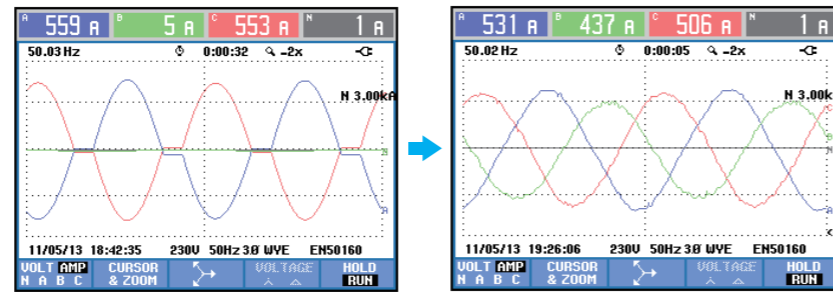 A 559 A B 5 A C 553 A N 1 A
50.03 Hz 0:00:32 -2x
N 3.00kA
N
A
11/05/13 18:42:35 230V 50Hz 3Ø WYE EN50160
VOLT AMP CURSOR VOLTAGE HOLD
N A B C & ZOOM RUN
A 531 A B 437 A C 506 A N 1 A
50.02 Hz 0:00:05 -2x
N 3.00k
C
B
N
A
11/05/13 19:26:06 230V 50Hz 3Ø WYE EN50160
VOLT AMP CURSOR VOLTAGE HOLD
N A B C & ZOOM RUN